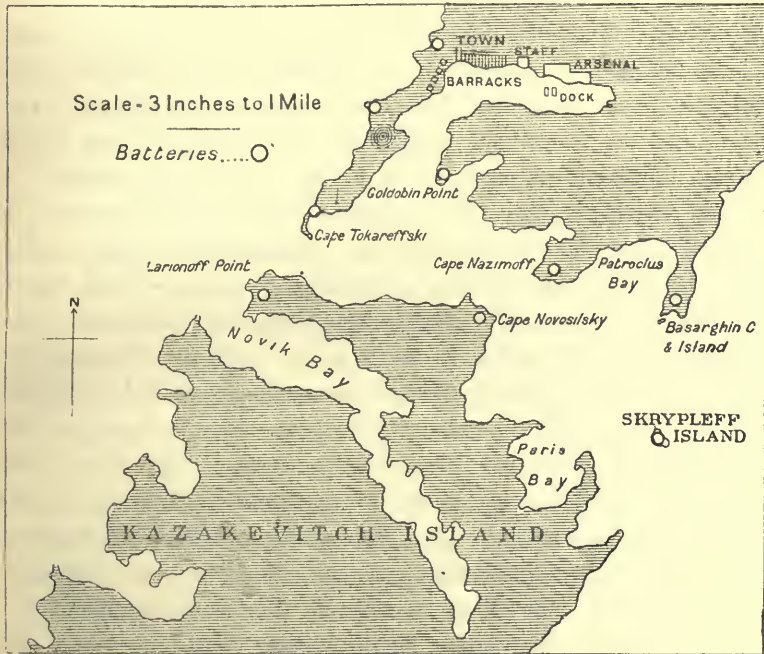 TOWN
STAFF
ARSENAL
BARRACKS
DOCK
Scale - 3 Inches to 1 Mile
Batteries.....O
Goldobin Point
Cape Tokareffski
Larionoff Point
Cape Nazimoff
Patroclus
Bay
N
Novik Bay
Cape Novosilsky
Basarghin C
& Island
SKRYPLEFF
ISLAND
Paris
Bay
KAZAKEVITCH ISLAND